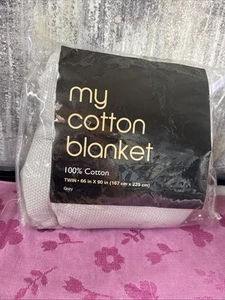 my
cotton
blanket
100% Cotton
TWIN • 66 in X 90 in (167 cm x 229 cm)
Grey